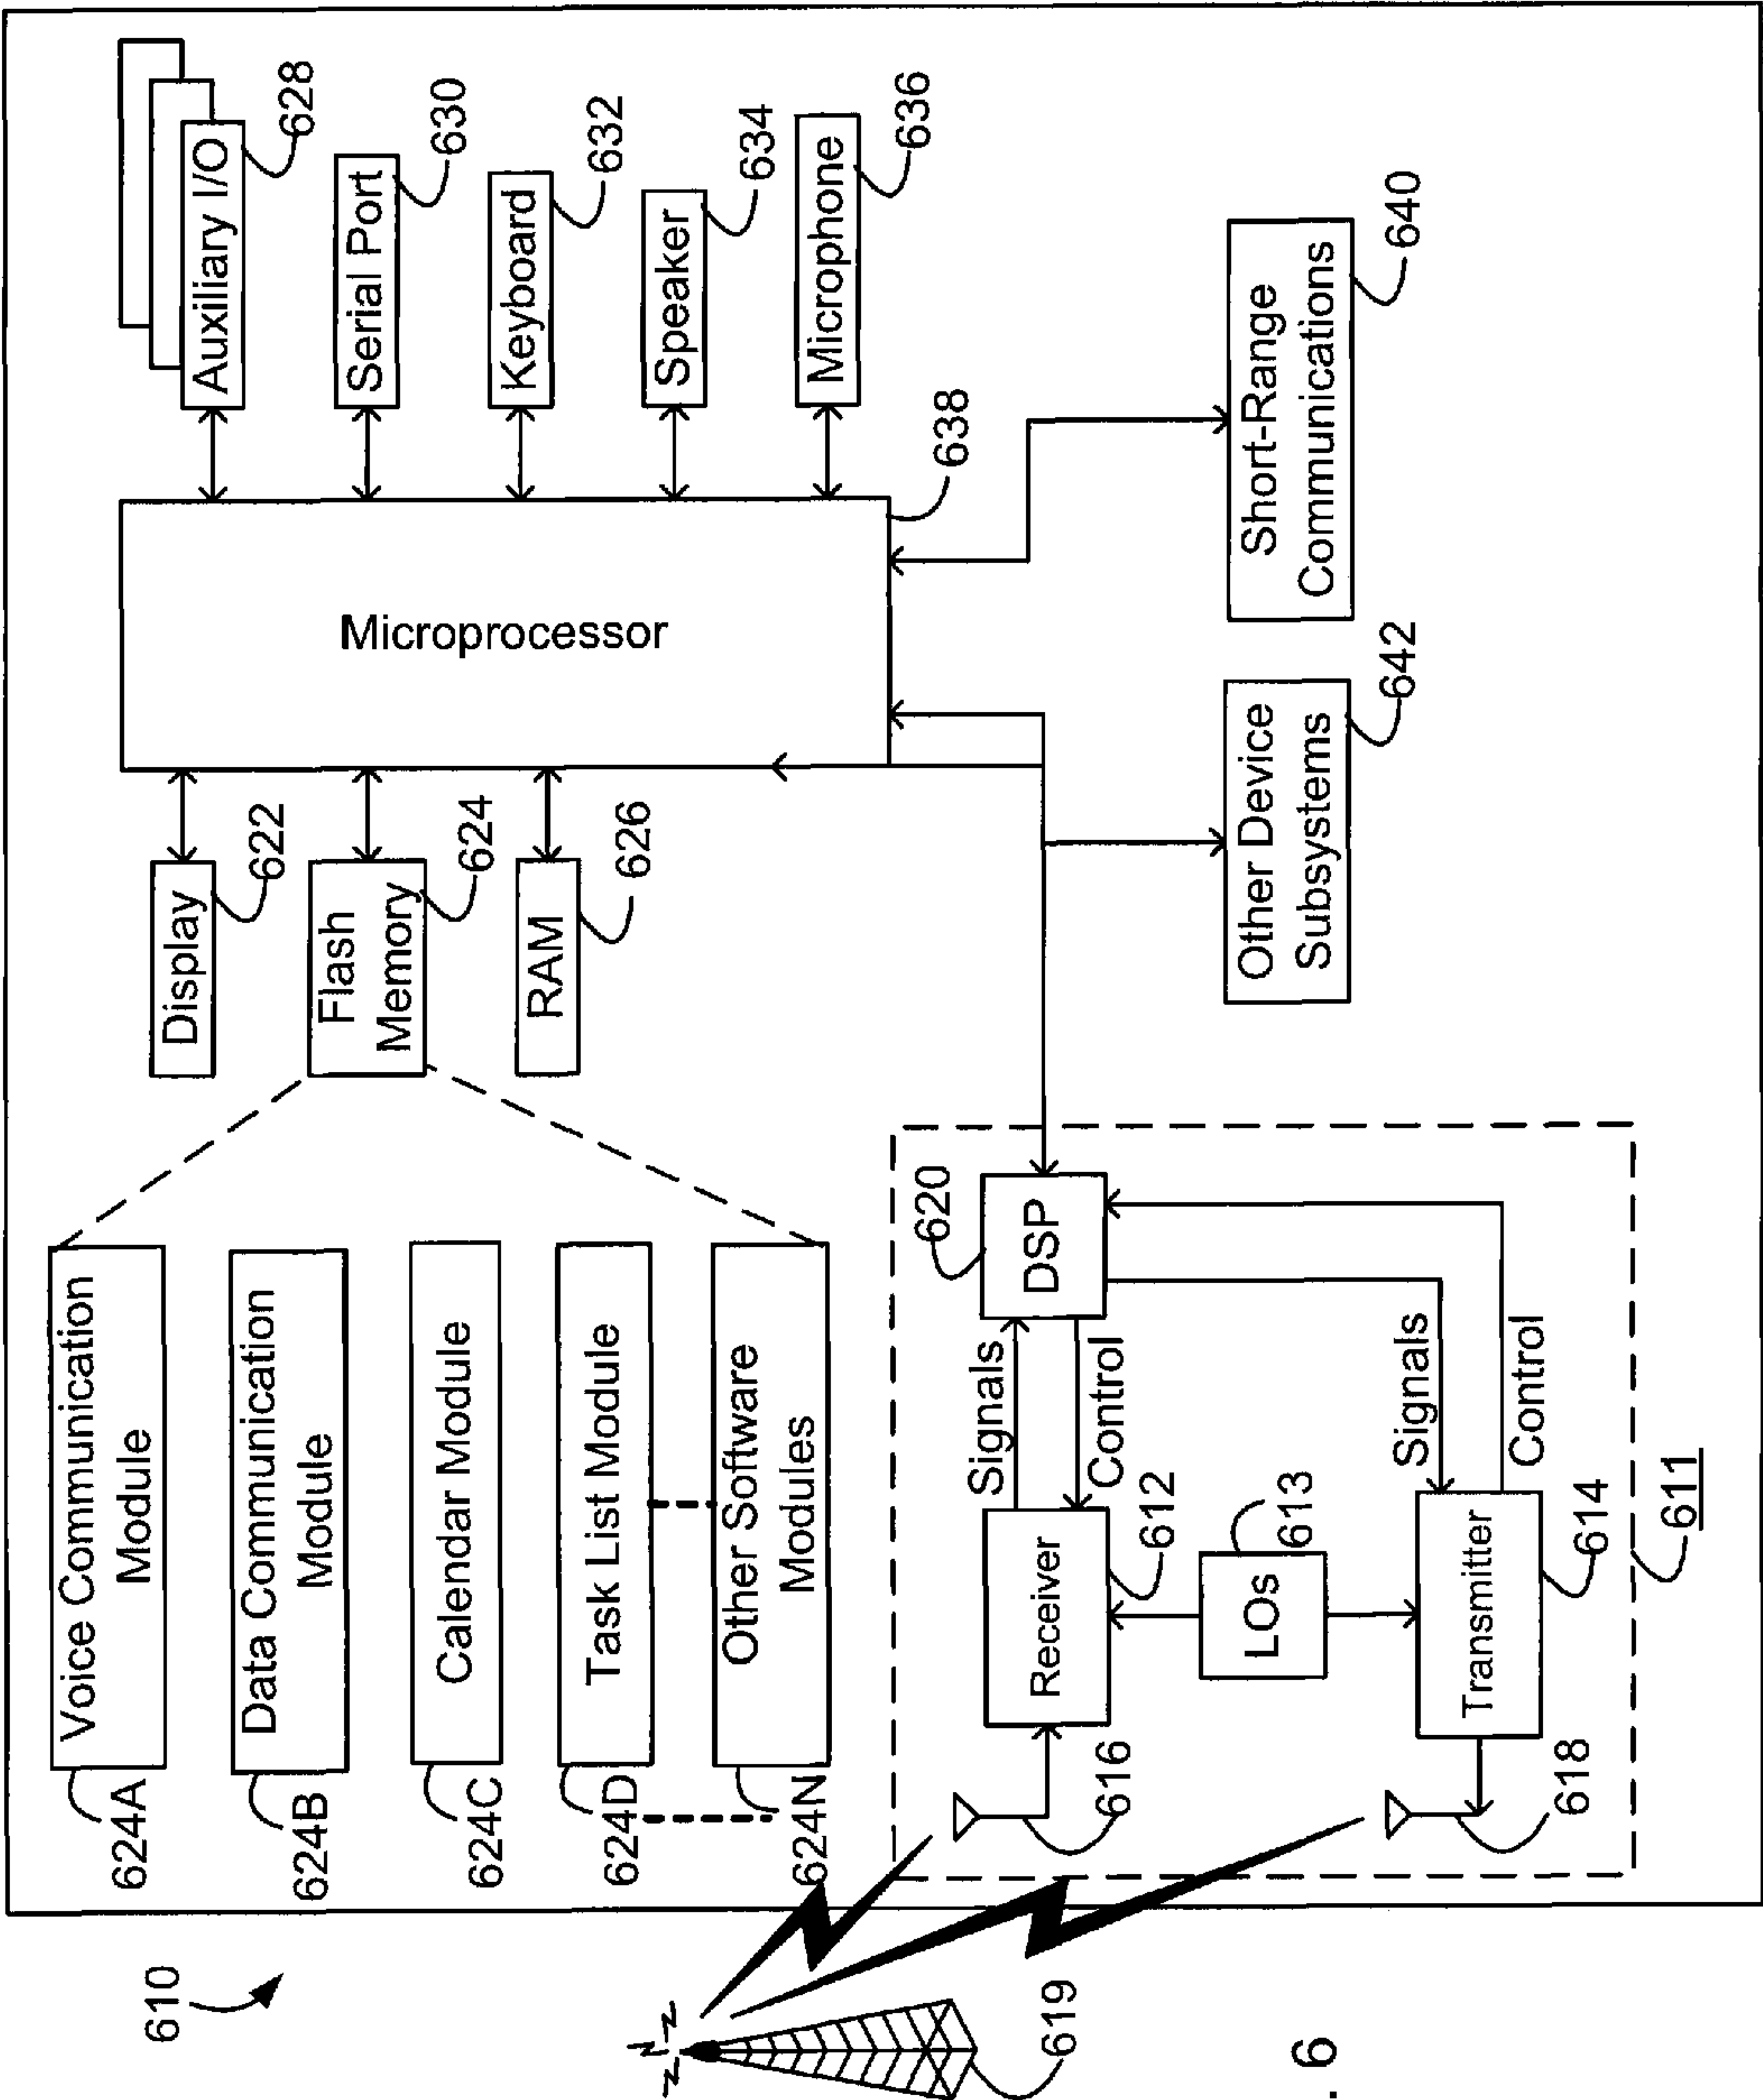 610
Voice Communication
Module
624A
Data Communication
Module
624B
Calendar Module
624C
Task List Module
624D
Other Software
Modules
624N
Display
622
Flash
Memory
624
RAM
626
Microprocessor
638
Auxiliary I/O
628
Serial Port
630
Keyboard
632
Speaker
634
Microphone
636
Short-Range
Communications
640
Other Device
Subsystems
642
DSP
620
Signals
Control
Receiver
612
LOs
613
Signals
Control
Transmitter
614
611
616
618
619
. 6